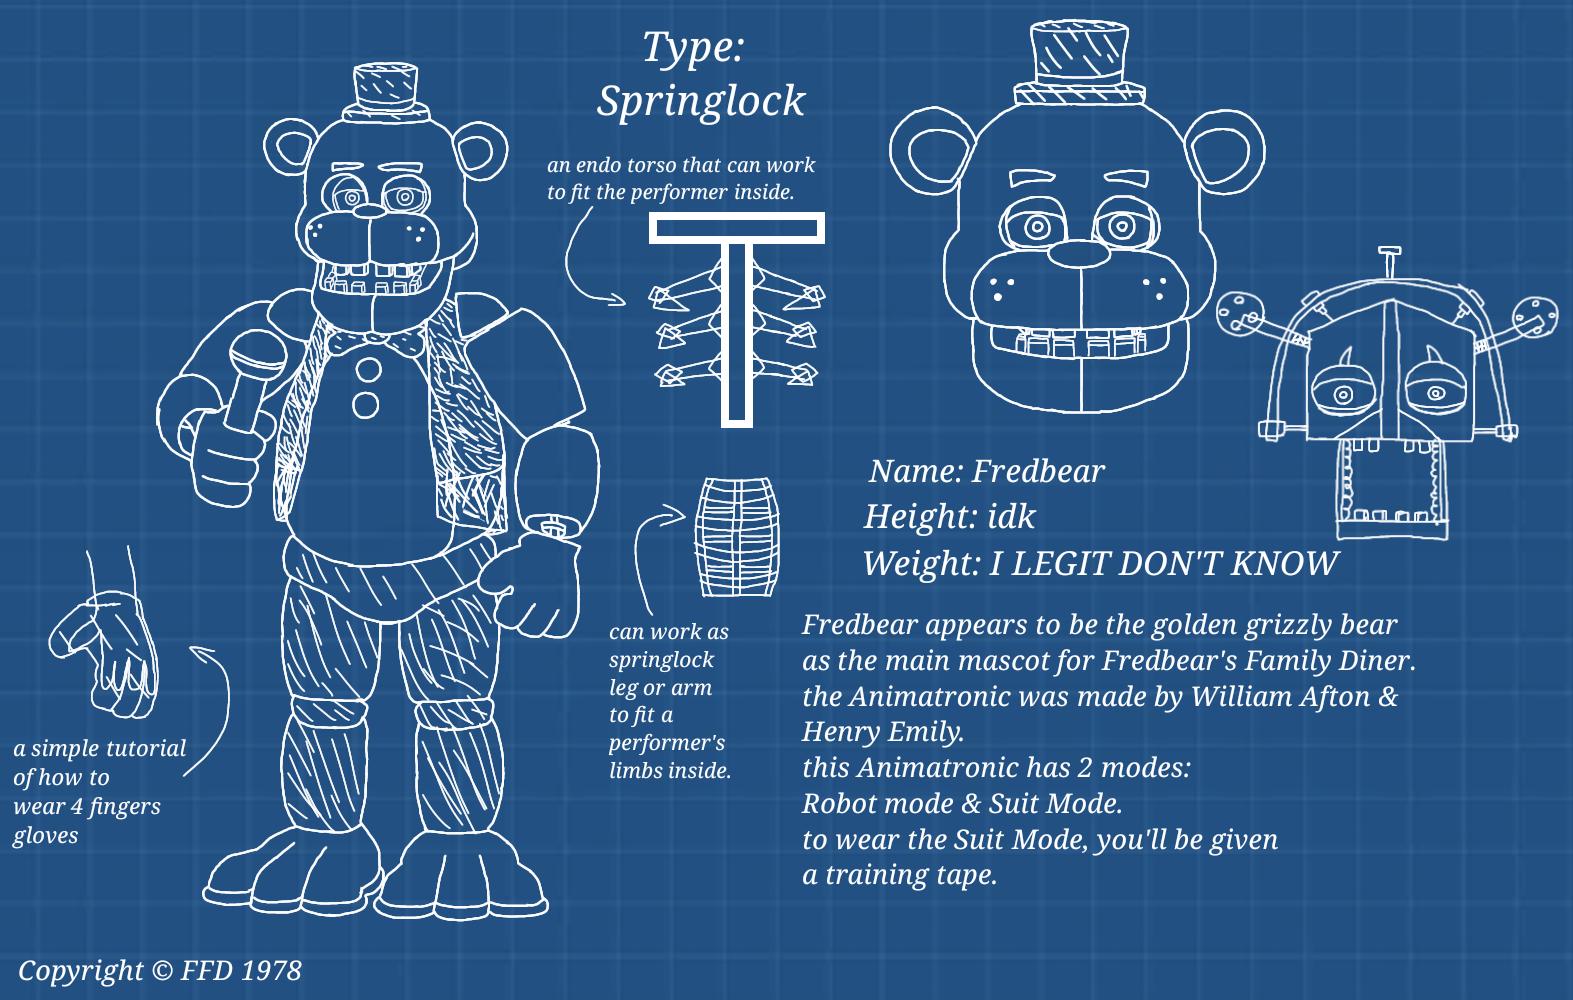 Type:
Springlock
an endo torso that can work
to fit the performer inside.
Name: Fredbear
Height: idk
Weight: I LEGIT DON'T KNOW
can work as
springlock
leg or arm
to fit a
performer's
limbs inside.
Fredbear appears to be the golden grizzly bear
as the main mascot for Fredbear's Family Diner.
the Animatronic was made by William Afton &
Henry Emily.
this Animatronic has 2 modes:
Robot mode & Suit Mode.
to wear the Suit Mode, you'll be given
a training tape.
a simple tutorial
of how to
wear 4 fingers
gloves
Copyright © FFD 1978